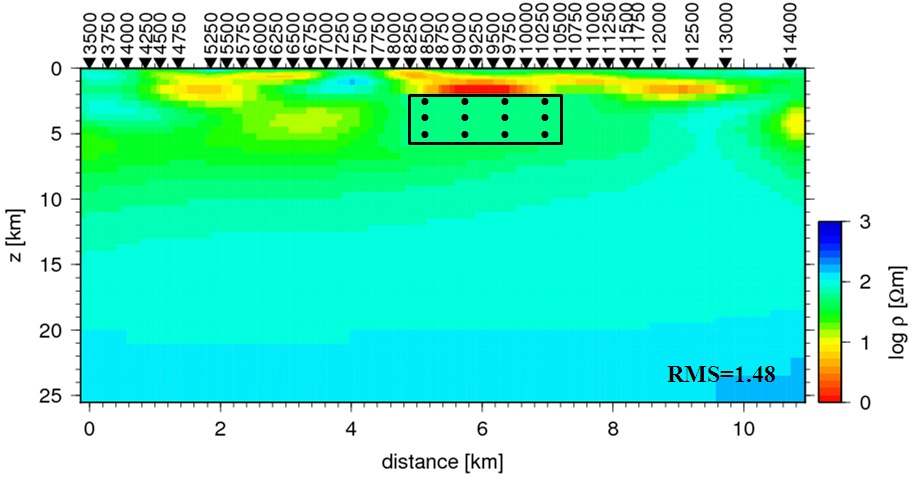 3500 3750 4000 4250 4500 4750 5250 5500 5750 6000 6250 6500 6750 7000 7250 7500 7750 8000 8250 8500 8750 9000 9250 9500 9750 10000 10250 10500 10750 11000 11250 11500 11750 12000 12500 13000 14000
0
5
10
15
20
25
z [km]
RMS=1.48
0 2 4 6 8 10
distance [km]
3
2
1
0
log ρ [Ωm]